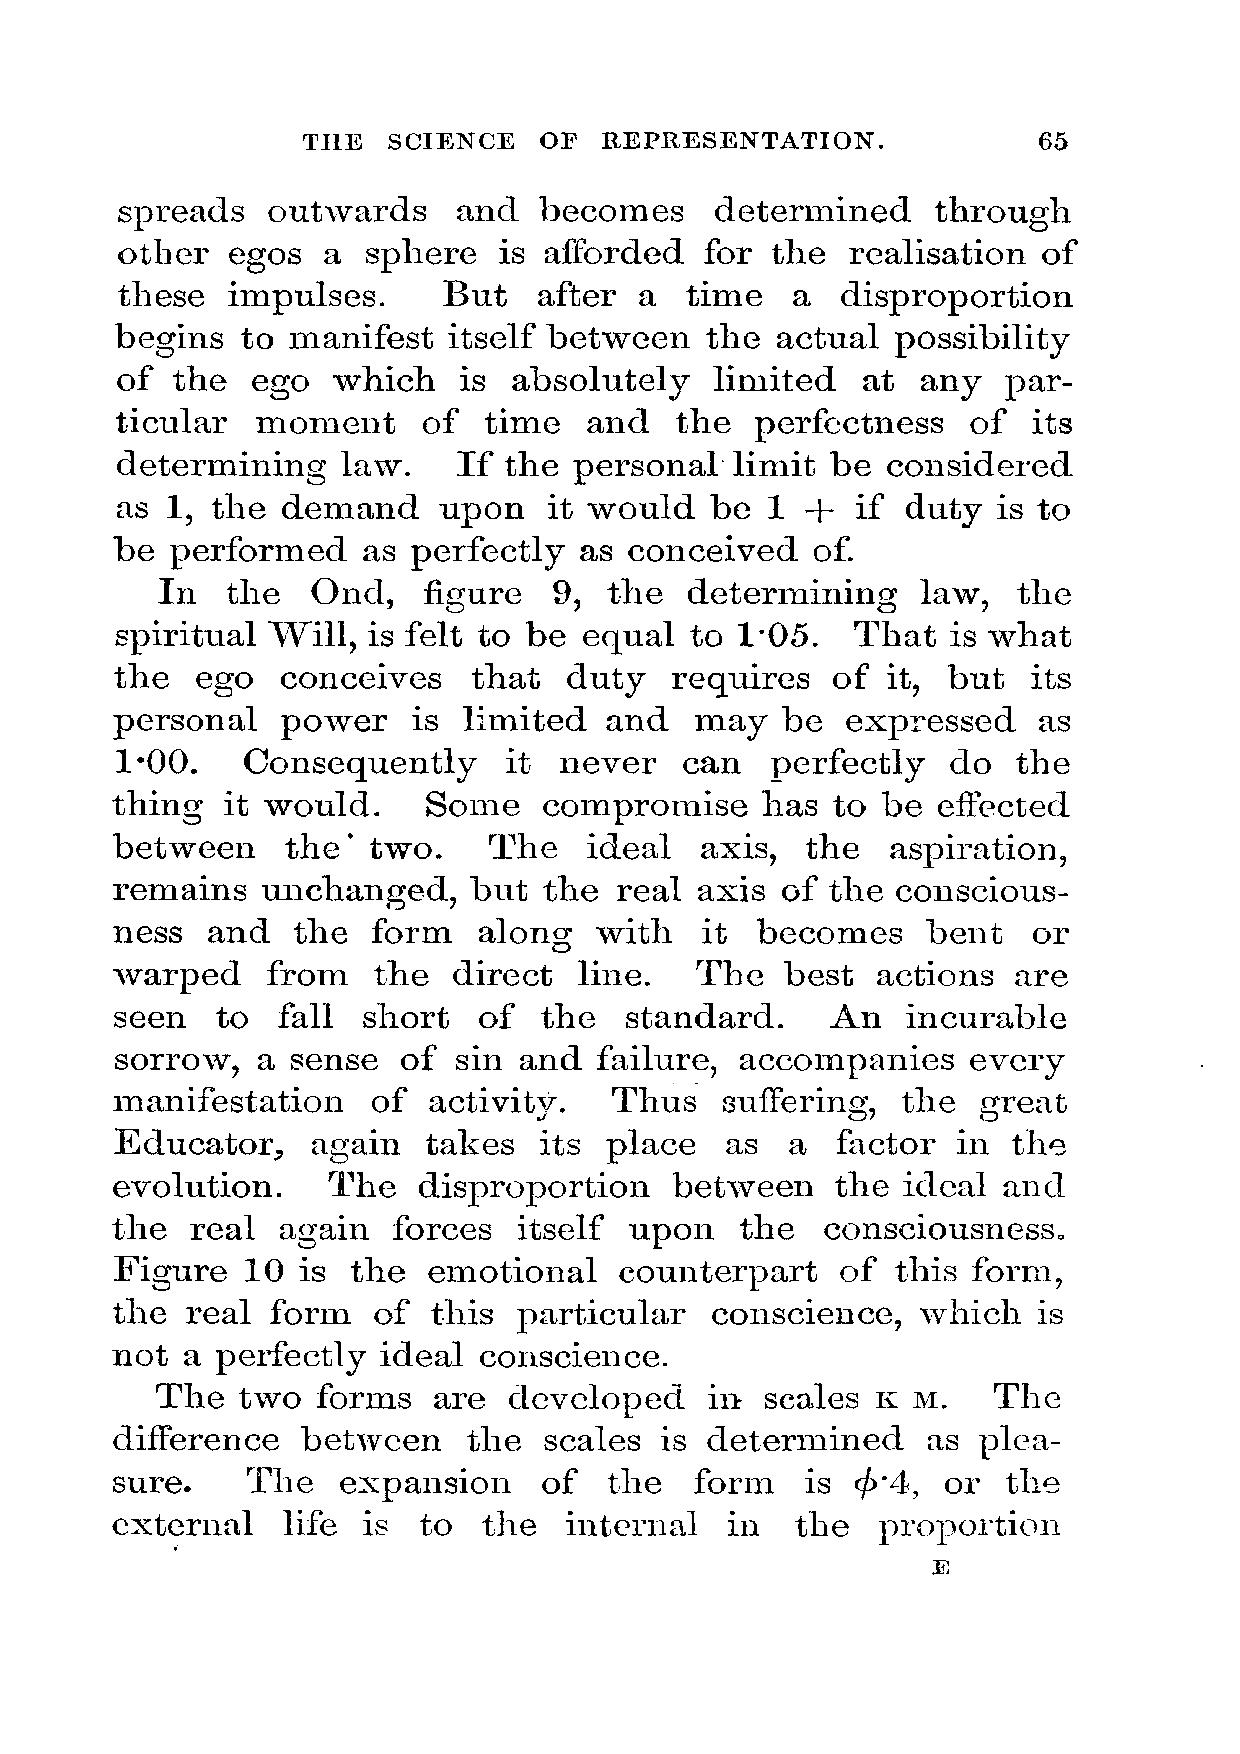 THE SCIENCE OF REPRESENTATION. 65
spreads outwards and becomes determined through
other egos a sphere is afforded for the realisation of
these impulses. But after a time a disproportion
begins to manifest itself between the actual possibility
of the ego which is absolutely limited at any par-
ticular moment of time and the perfectness of its
determining law. If the personal limit be considered
as 1, the demand upon it would be 1 + if duty is to
be performed as perfectly as conceived of.
In the Ond, figure 9, the determining law, the
spiritual Will, is felt to be equal to 1·05. That is what
the ego conceives that duty requires of it, but its
personal power is limited and may be expressed as
1·00. Consequently it never can perfectly do the
thing it would. Some compromise has to be effected
between the two. The ideal axis, the aspiration,
remains unchanged, but the real axis of the conscious-
ness and the form along with it becomes bent or
warped from the direct line. The best actions are
seen to fall short of the standard. An incurable
sorrow, a sense of sin and failure, accompanies every
manifestation of activity. Thus suffering, the great
Educator, again takes its place as a factor in the
evolution. The disproportion between the ideal and
the real again forces itself upon the consciousness.
Figure 10 is the emotional counterpart of this form,
the real form of this particular conscience, which is
not a perfectly ideal conscience.
The two forms are developed in scales K M. The
difference between the scales is determined as plea-
sure. The expansion of the form is ϕ·4, or the
external life is to the internal in the proportion
E